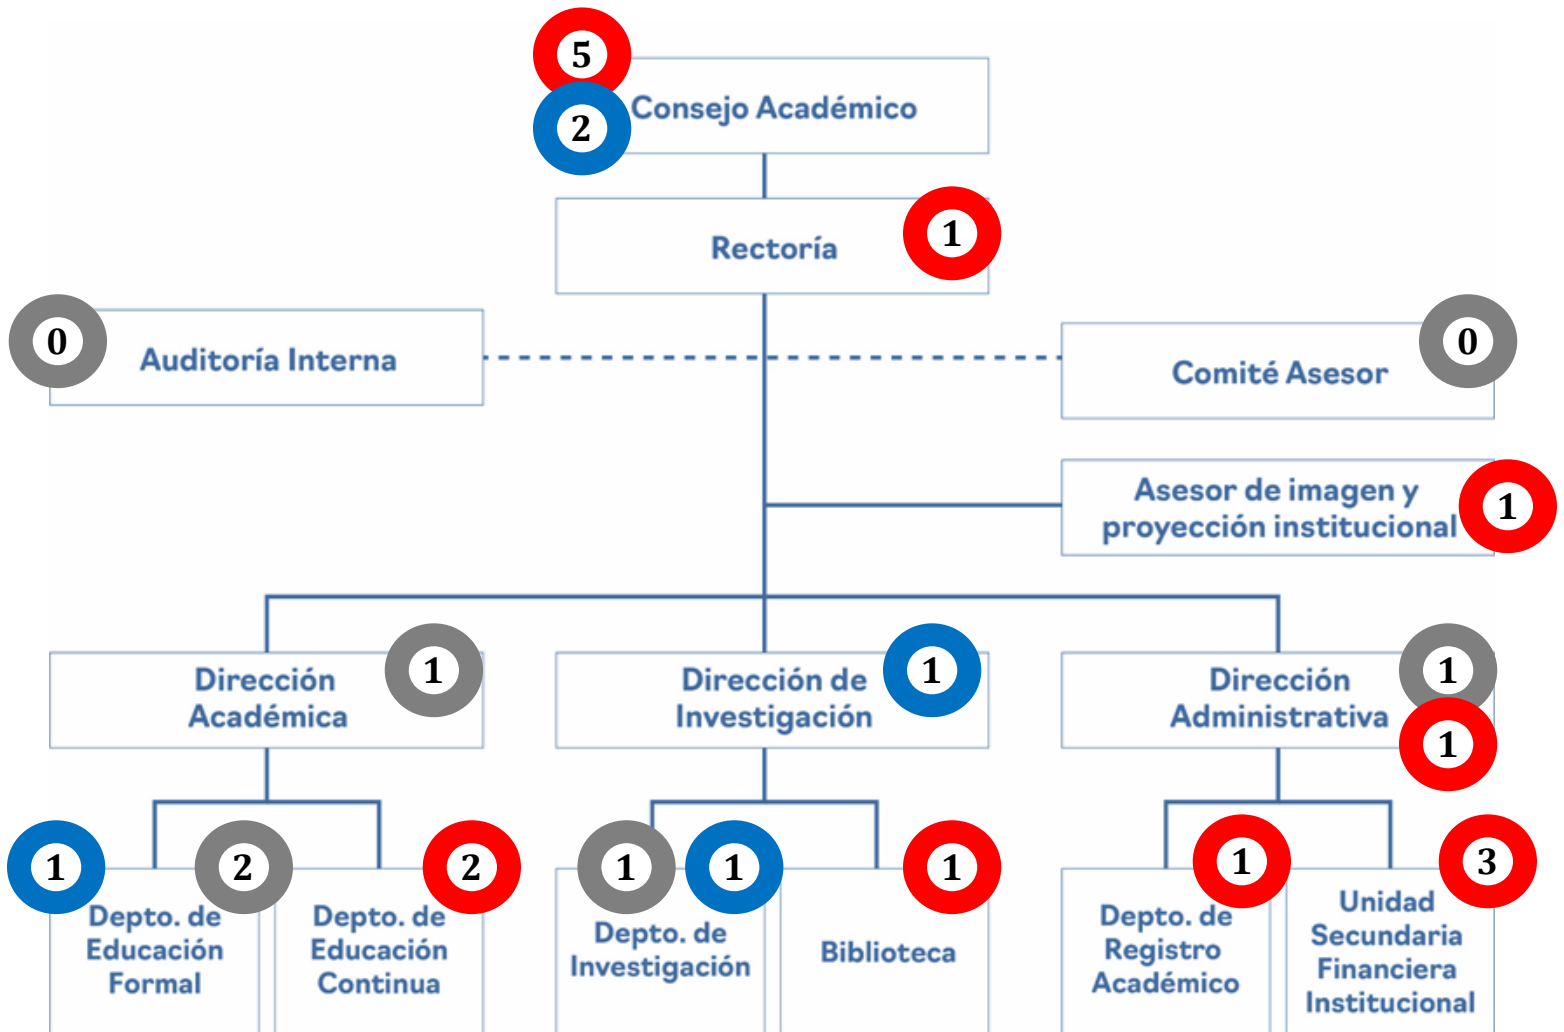 5
2
Consejo Académico
Rectoría
1
0
Auditoría Interna
0
Comité Asesor
Asesor de imagen y
proyección institucional
1
Dirección
Académica
1
Dirección de
Investigación
1
Dirección
Administrativa
1
1
1
2
Depto. de
Educación
Formal
2
Depto. de
Educación
Continua
1
1
Depto. de
Investigación
1
Biblioteca
1
Depto. de
Registro
Académico
3
Unidad
Secundaria
Financiera
Institucional